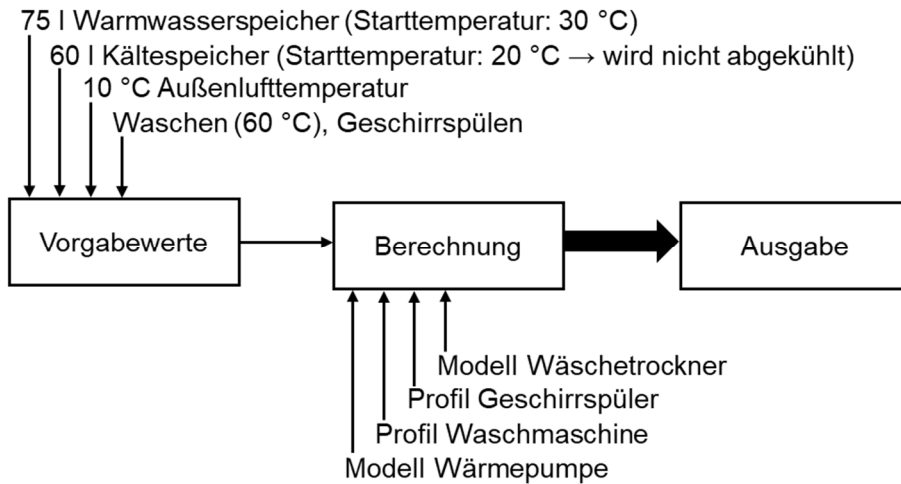 75 l Warmwasserspeicher (Starttemperatur: 30 °C)
60 l Kältespeicher (Starttemperatur: 20 °C → wird nicht abgekühlt)
10 °C Außenlufttemperatur
Waschen (60 °C), Geschirrspülen
Vorgabewerte
Berechnung
Ausgabe
Modell Wäschetrockner
Profil Geschirrspüler
Profil Waschmaschine
Modell Wärmepumpe